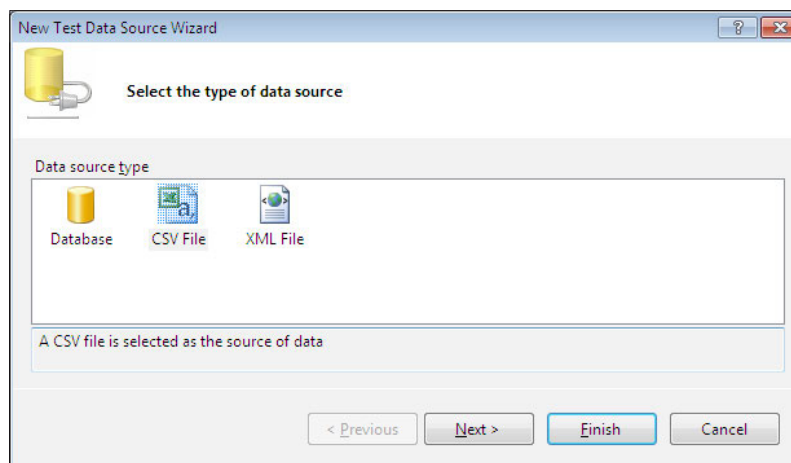 New Test Data Source Wizard
Select the type of data source
Data source type
Database CSV File XML File
A CSV file is selected as the source of data
< Previous Next > Finish Cancel